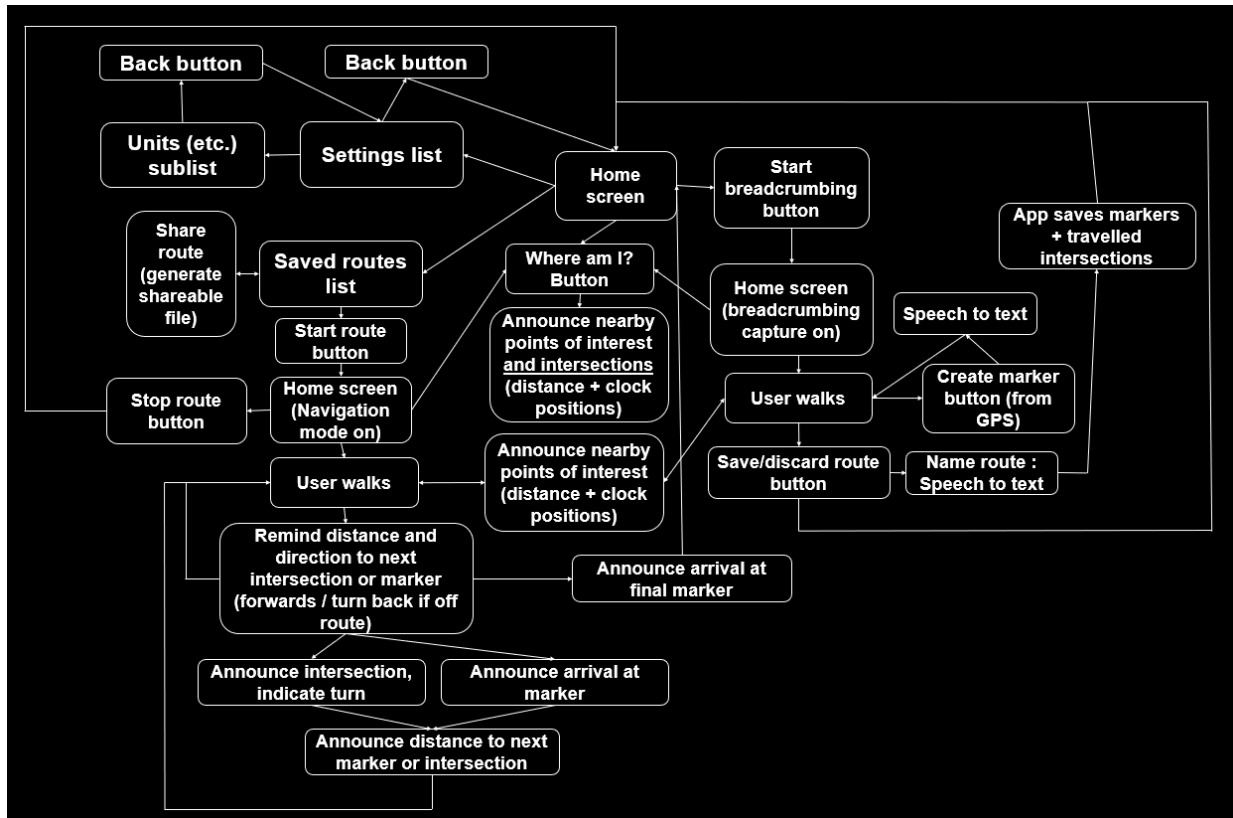 Back button
Back button
Units (etc.)
sublist
Settings list
Home
screen
Start
breadcrumbing
button
App saves markers
+ travelled
intersections
Share
route
(generate
shareable
file)
Saved routes
list
Where am I?
Button
Home screen
(breadcrumbing
capture on)
Start route
button
Announce nearby
points of interest
and intersections
(distance + clock
positions)
Speech to text
Stop route
button
Home screen
(Navigation
mode on)
User walks
Create marker
button (from
GPS)
User walks
Announce nearby
points of interest
(distance + clock
positions)
Save/discard route
button
Name route :
Speech to text
Remind distance and
direction to next
intersection or marker
(forwards / turn back if off
route)
Announce arrival at
final marker
Announce intersection,
indicate turn
Announce arrival at
marker
Announce distance to next
marker or intersection